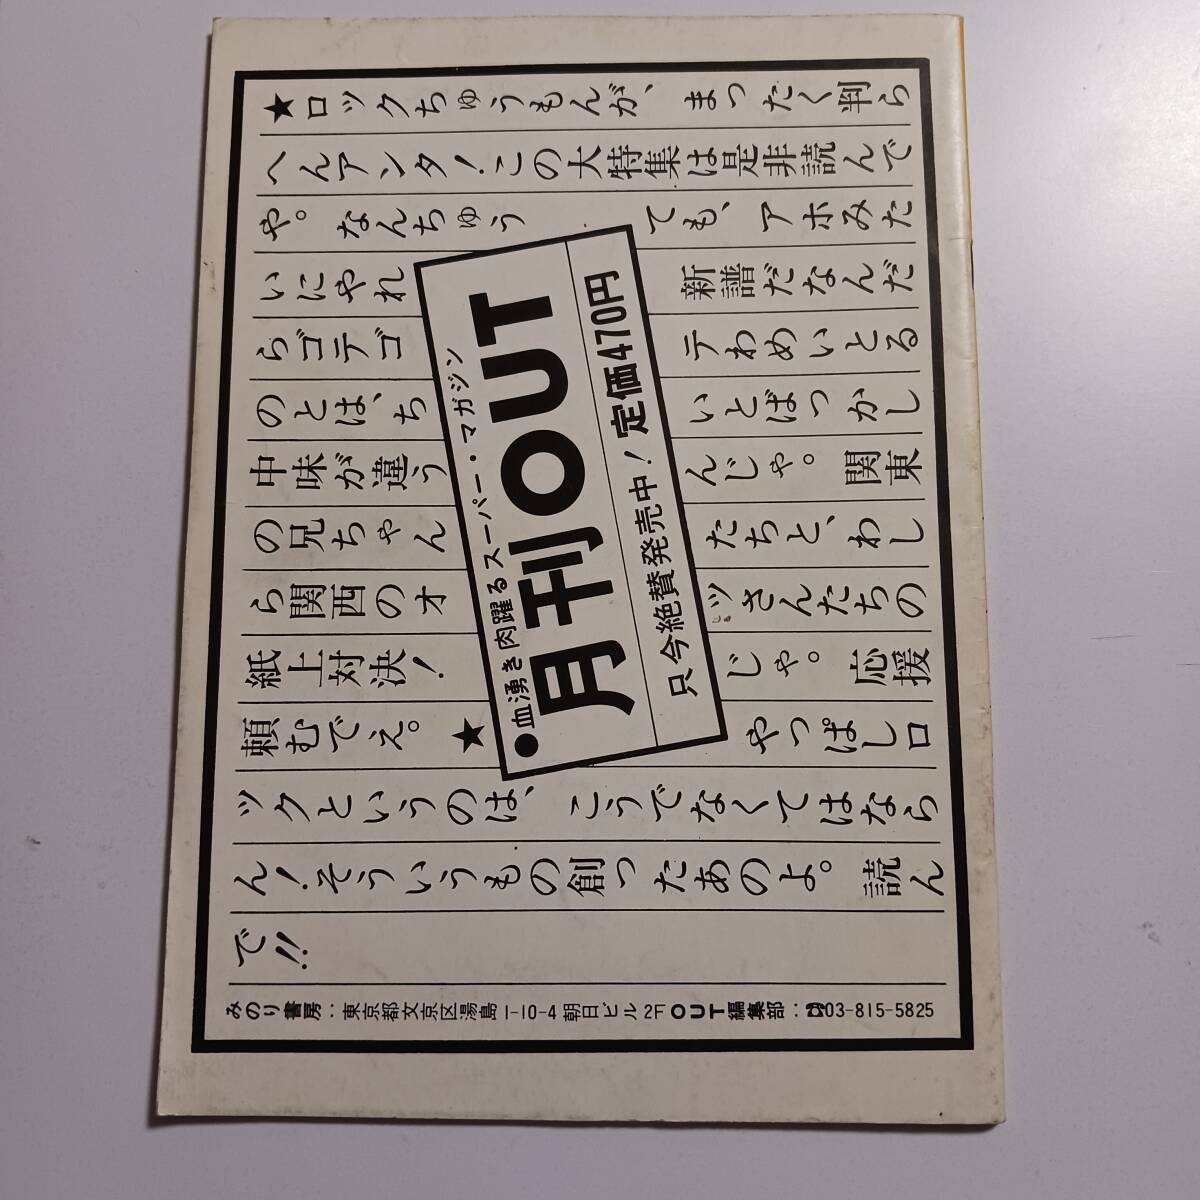 ★ロックちゅうもんが、まったく判ら
へんアンタ！この大特集は是非読んで
や。なんちゅう ても、アホみた
いにやれ 新譜だなんだ
らゴテゴ テわめいとる
のとは、ち いとばっかし
中味が違う んじゃ。関東
の兄ちゃん たちと、わし
ら関西のオ ッさんたちの
紙上対決！ じゃ。応援
頼むでえ。★ やっぱしロ
ックというのは、こうでなくてはなら
ん！そういうもの創ったあのよ。読ん
で!!
●血湧き肉躍るスーパー・マガジン
月刊OUT
只今絶賛発売中！定価470円
みのり書房：東京都文京区湯島1-10-4朝日ビル2F OUT編集部：☎03-815-5825